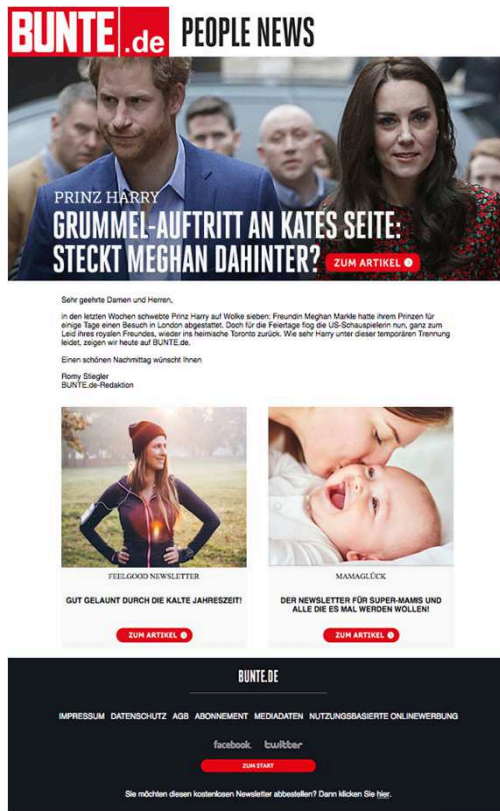 BUNTE.de PEOPLE NEWS
PRINZ HARRY
GRUMMEL-AUFTRITT AN KATES SEITE:
STECKT MEGHAN DAHINTER?
ZUM ARTIKEL
Sehr geehrte Damen und Herren,
in den letzten Wochen schwebte Prinz Harry auf Wolke sieben: Freundin Meghan Markle hatte ihrem Prinzen für
einige Tage einen Besuch in London abgestattet. Doch für die Feiertage flog die US-Schauspielerin nun, ganz zum
Leid ihres royalen Freundes, wieder ins heimische Toronto zurück. Wie sehr Harry unter dieser temporären Trennung
leidet, zeigen wir heute auf BUNTE.de.
Einen schönen Nachmittag wünscht Ihnen
Romy Stiegler
BUNTE.de-Redaktion
FEELGOOD NEWSLETTER
GUT GELAUNT DURCH DIE KALTE JAHRESZEIT!
ZUM ARTIKEL
MAMAGLÜCK
DER NEWSLETTER FÜR SUPER-MAMIS UND
ALLE DIE ES MAL WERDEN WOLLEN!
ZUM ARTIKEL
BUNTE.DE
IMPRESSUM DATENSCHUTZ AGB ABONNEMENT MEDIADATEN NUTZUNGSBASIERTE ONLINEWERBUNG
facebook twitter
ZUM START
Sie möchten diesen kostenlosen Newsletter abbestellen? Dann klicken Sie hier.